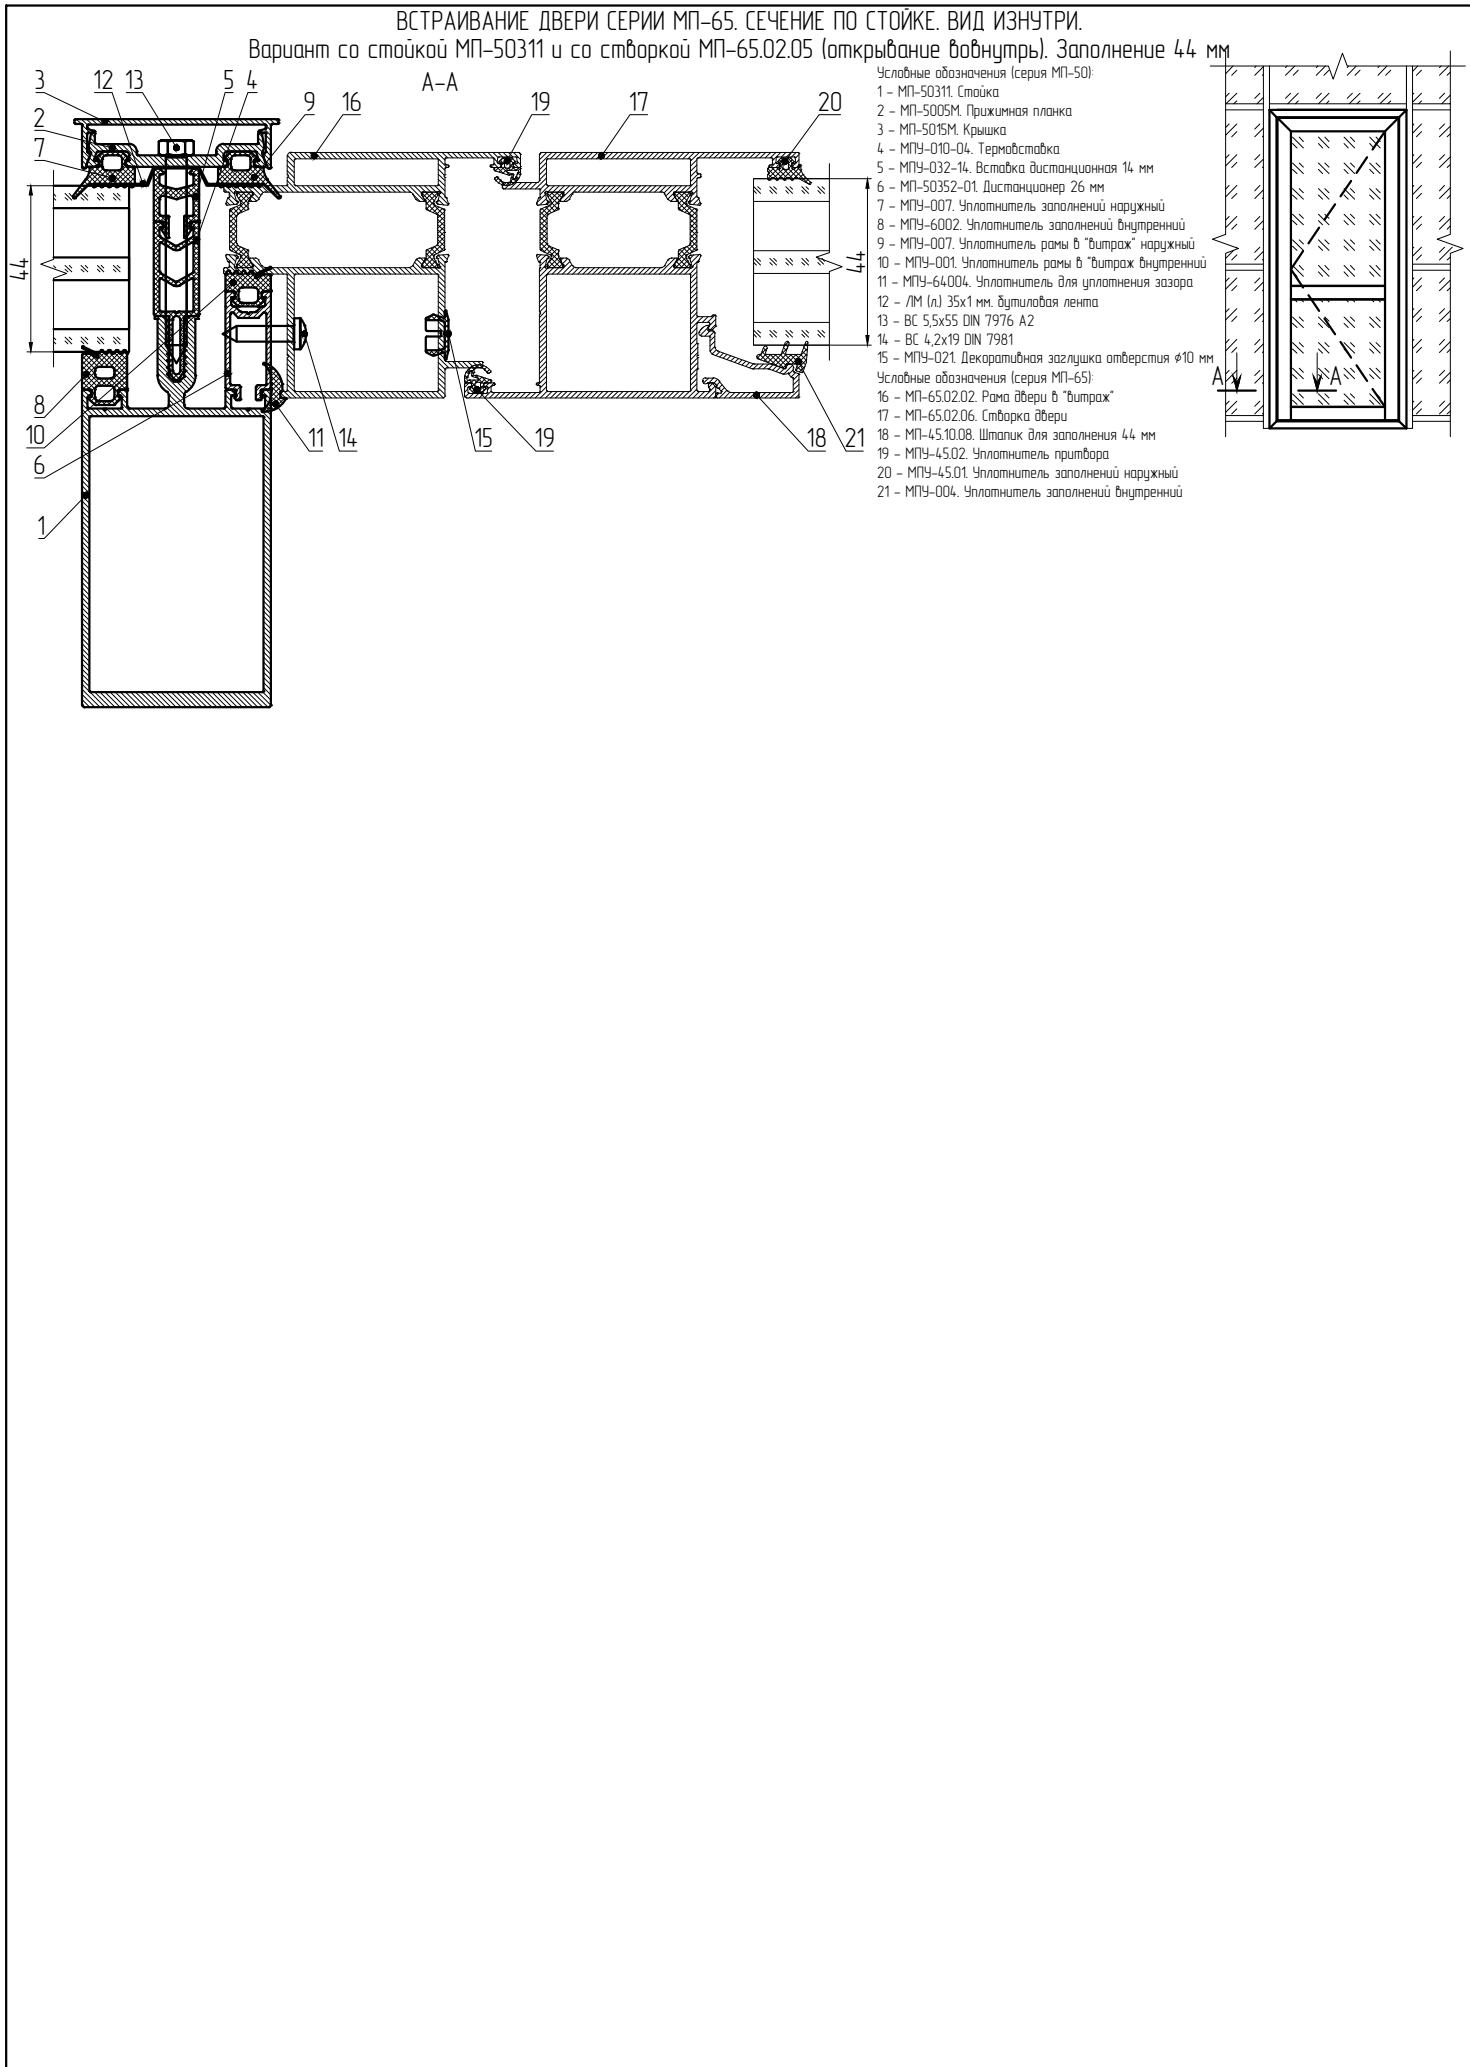 ВСТРАИВАНИЕ ДВЕРИ СЕРИИ МП-65. СЕЧЕНИЕ ПО СТОЙКЕ. ВИД ИЗНУТРИ.
Вариант со стойкой МП-50311 и со створкой МП-65.02.05 (открывание вовнутрь). Заполнение 44 мм
А-А
3
12
13
5
4
9
16
19
17
20
2
7
44
44
8
10
6
1
11
14
15
19
18
21
Условные обозначения (серия МП-50):
1 - МП-50311. Стойка
2 - МП-5005М. Прижимная планка
3 - МП-5015М. Крышка
4 - МПУ-010-04. Термовставка
5 - МПУ-032-14. Вставка дистанционная 14 мм
6 - МП-50352-01. Дистанционер 26 мм
7 - МПУ-007. Уплотнитель заполнений наружный
8 - МПУ-6002. Уплотнитель заполнений внутренний
9 - МПУ-007. Уплотнитель рамы в "витраж" наружный
10 - МПУ-001. Уплотнитель рамы в "витраж внутренний
11 - МПУ-64004. Уплотнитель для уплотнения зазора
12 - ЛМ (л.) 35х1 мм. бутиловая лента
13 - ВС 5,5х55 DIN 7976 А2
14 - ВС 4,2х19 DIN 7981
15 - МПУ-021. Декоративная заглушка отверстия ø10 мм
Условные обозначения (серия МП-65):
16 - МП-65.02.02. Рама двери в "витраж"
17 - МП-65.02.06. Створка двери
18 - МП-45.10.08. Штапик для заполнения 44 мм
19 - МПУ-45.02. Уплотнитель притвора
20 - МПУ-45.01. Уплотнитель заполнений наружный
21 - МПУ-004. Уплотнитель заполнений внутренний
А
А